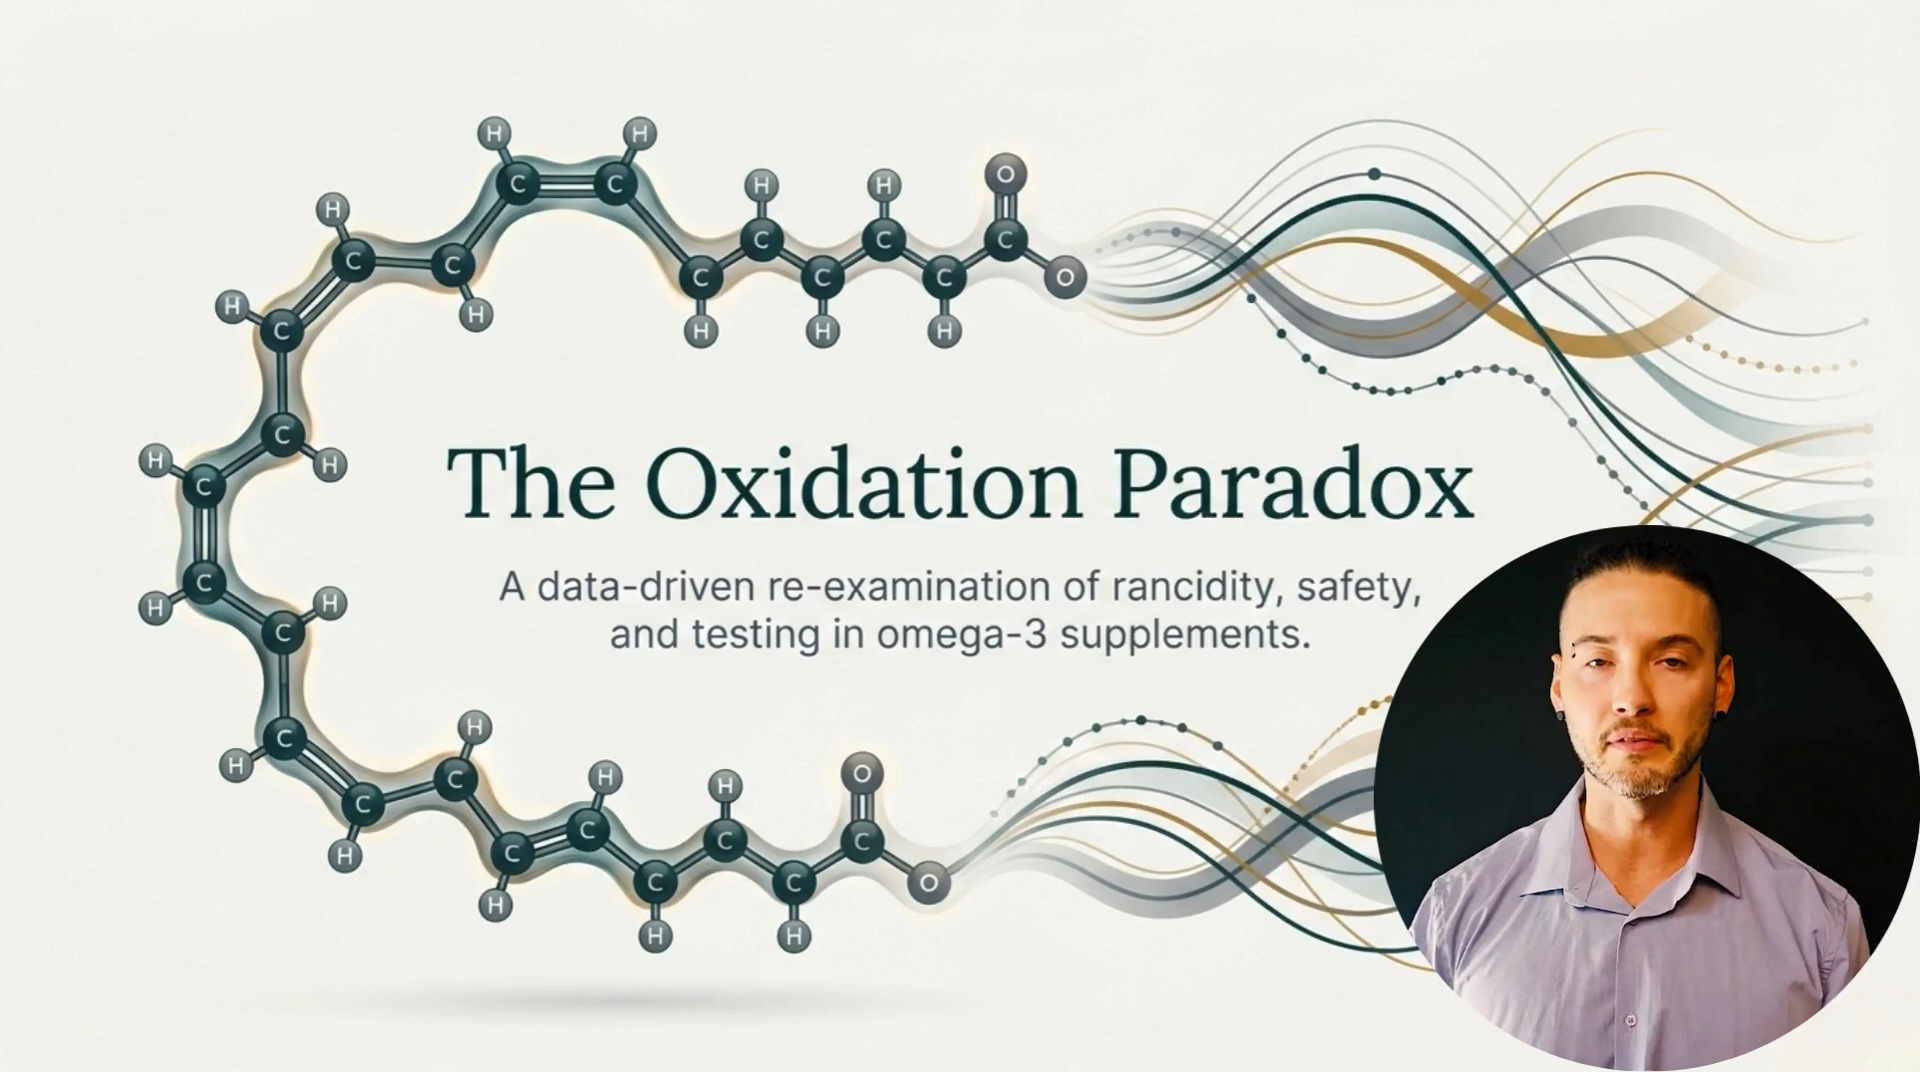 H H
C C
H H H O
C C C C C
H C C C C O
C H H H H
C
H C H
The Oxidation Paradox
C
H H
A data-driven re-examination of rancidity, safety,
C
and testing in omega-3 supplements.
H C
H C
C H H O
H C C C C
C C C O
H H H H